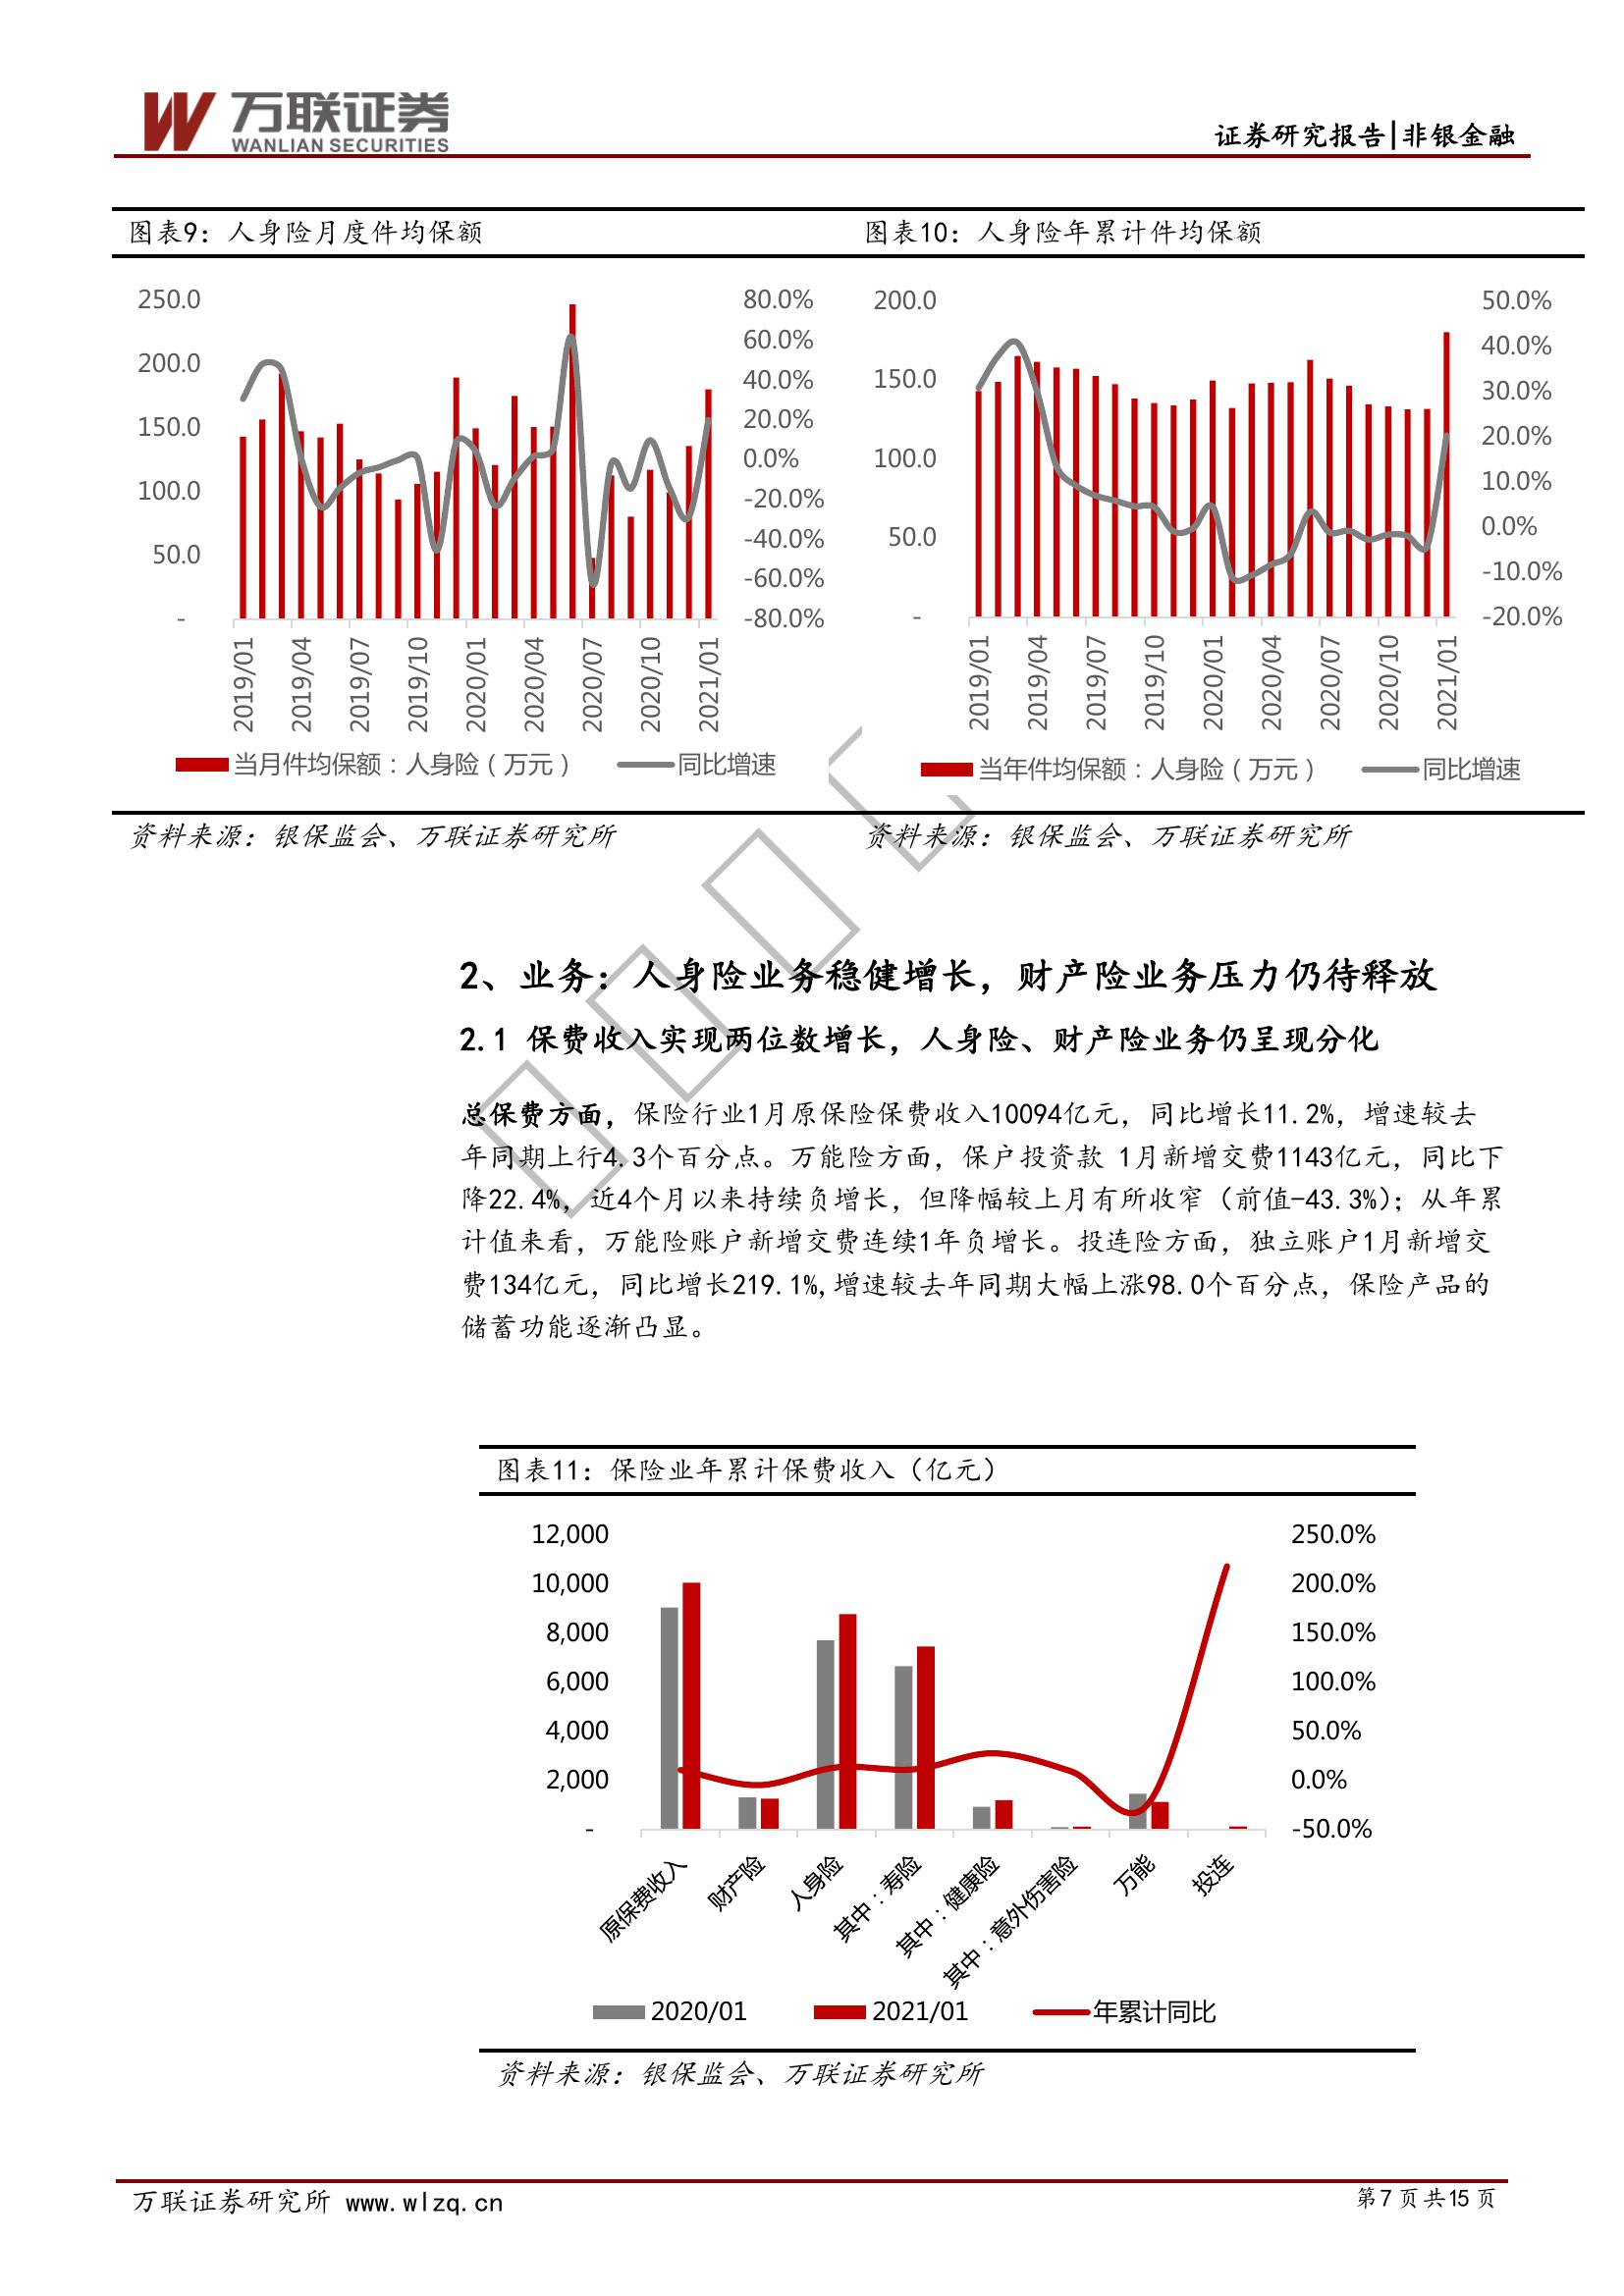 万联证券
WANLIAN SECURITIES
证券研究报告|非银金融
图表9：人身险月度件均保额
250.0
200.0
150.0
100.0
50.0
-
80.0%
60.0%
40.0%
20.0%
0.0%
-20.0%
-40.0%
-60.0%
-80.0%
2019/01
2019/04
2019/07
2019/10
2020/01
2020/04
2020/07
2020/10
2021/01
当月件均保额：人身险（万元）
同比增速
资料来源：银保监会、万联证券研究所
图表10：人身险年累计件均保额
200.0
150.0
100.0
50.0
-
50.0%
40.0%
30.0%
20.0%
10.0%
0.0%
-10.0%
-20.0%
2019/01
2019/04
2019/07
2019/10
2020/01
2020/04
2020/07
2020/10
2021/01
当年件均保额：人身险（万元）
同比增速
资料来源：银保监会、万联证券研究所
2、业务：人身险业务稳健增长，财产险业务压力仍待释放
2.1 保费收入实现两位数增长，人身险、财产险业务仍呈现分化
总保费方面，保险行业1月原保险保费收入10094亿元，同比增长11.2%，增速较去
年同期上行4.3个百分点。万能险方面，保户投资款 1月新增交费1143亿元，同比下
降22.4%，近4个月以来持续负增长，但降幅较上月有所收窄（前值-43.3%）；从年累
计值来看，万能险账户新增交费连续1年负增长。投连险方面，独立账户1月新增交
费134亿元，同比增长219.1%,增速较去年同期大幅上涨98.0个百分点，保险产品的
储蓄功能逐渐凸显。
图表11：保险业年累计保费收入（亿元）
12,000
10,000
8,000
6,000
4,000
2,000
-
250.0%
200.0%
150.0%
100.0%
50.0%
0.0%
-50.0%
原保费收入
财产险
人身险
其中：寿险
其中：健康险
其中：意外伤害险
万能
投连
2020/01
2021/01
年累计同比
资料来源：银保监会、万联证券研究所
万联证券研究所 www.wlzq.cn
第7页共15页